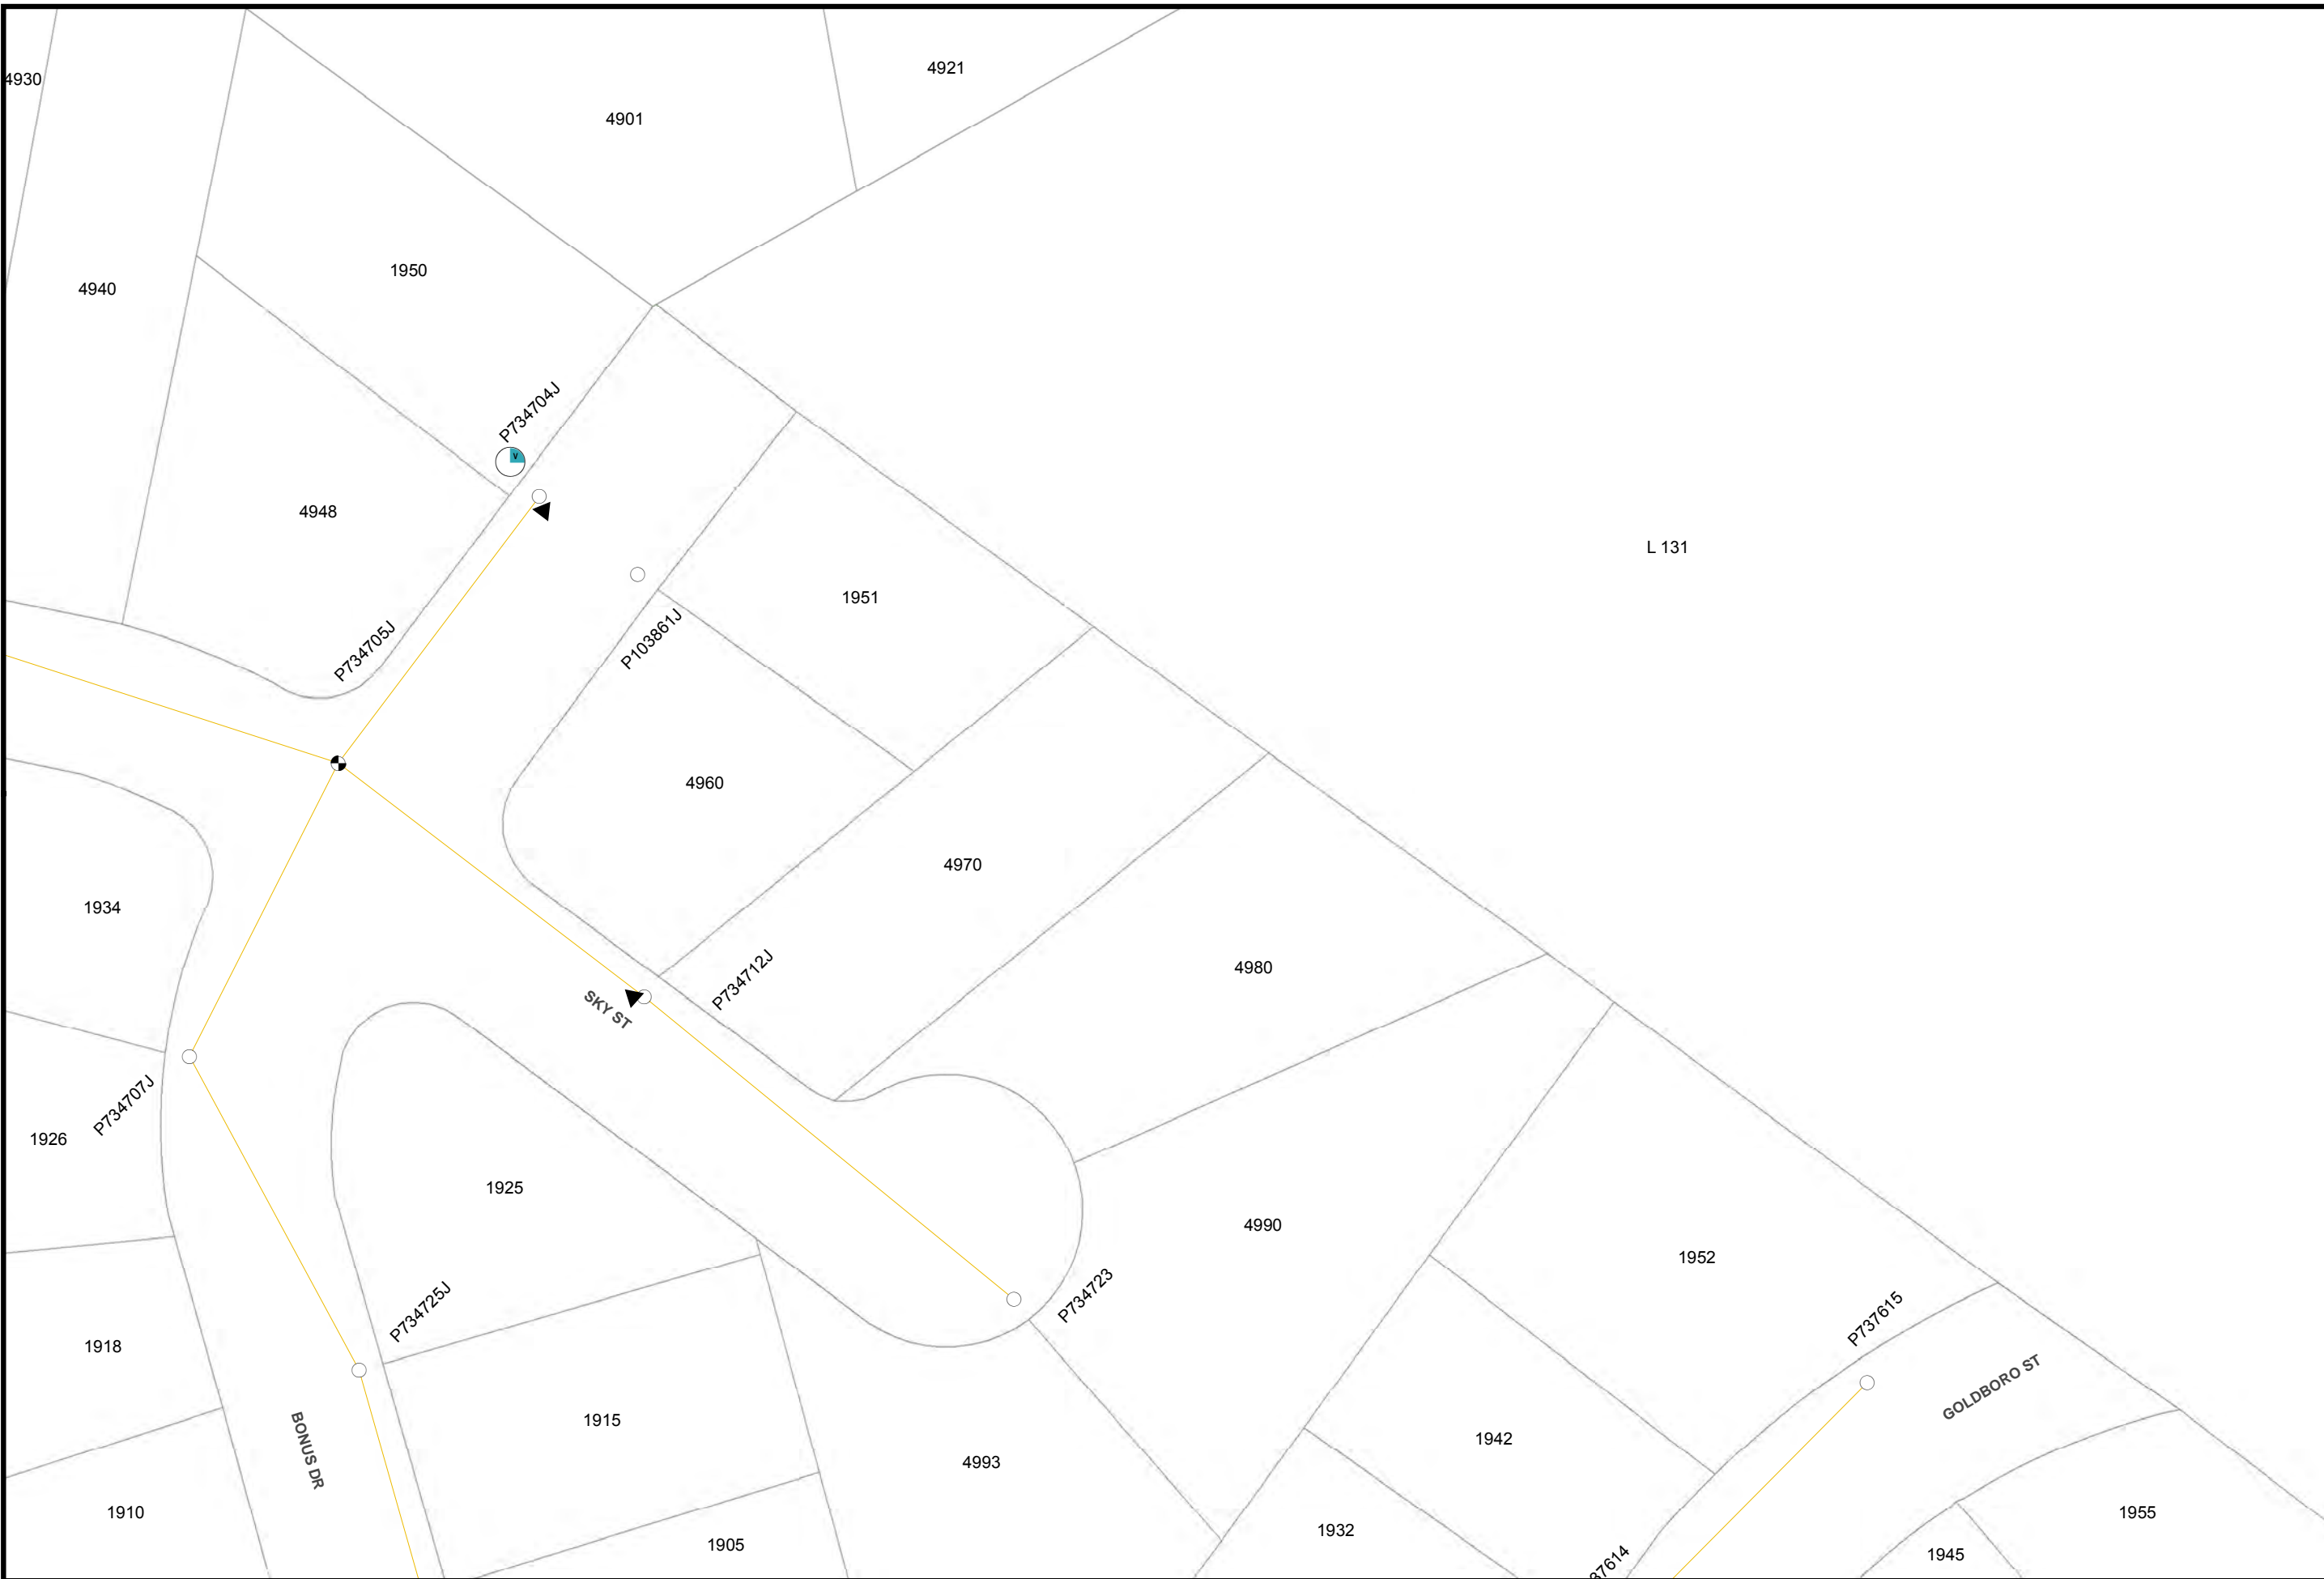 4930
4921
4901
1950
4940
P734704J
V
4948
L 131
1951
P103861J
P734705J
4960
4970
1934
4980
P734712J
SKY ST
P734707J
1926
1925
4990
1952
P734723
P734725J
P737615
1918
GOLDBORO ST
1915
1942
BONUS DR
4993
1910
1955
1932
1905
1945
37614